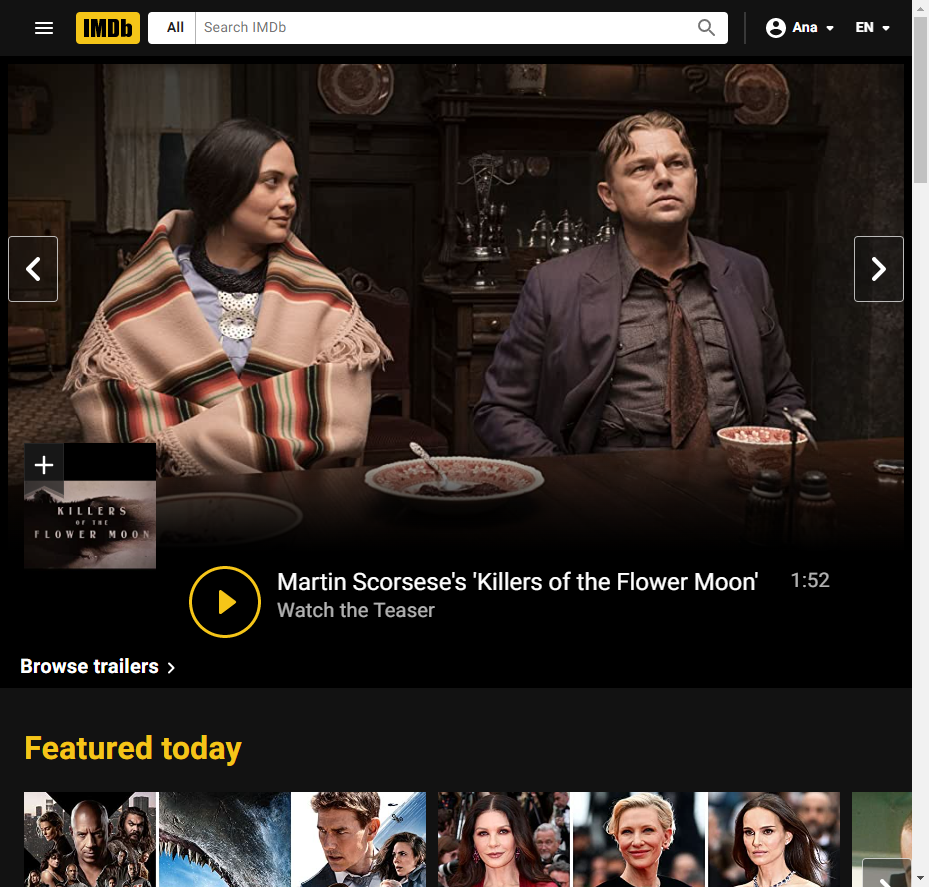 IMDb
All
Search IMDb
Ana
EN
KILLERS
OF THE
FLOWER MOON
Martin Scorsese's 'Killers of the Flower Moon'
1:52
Watch the Teaser
Browse trailers
Featured today